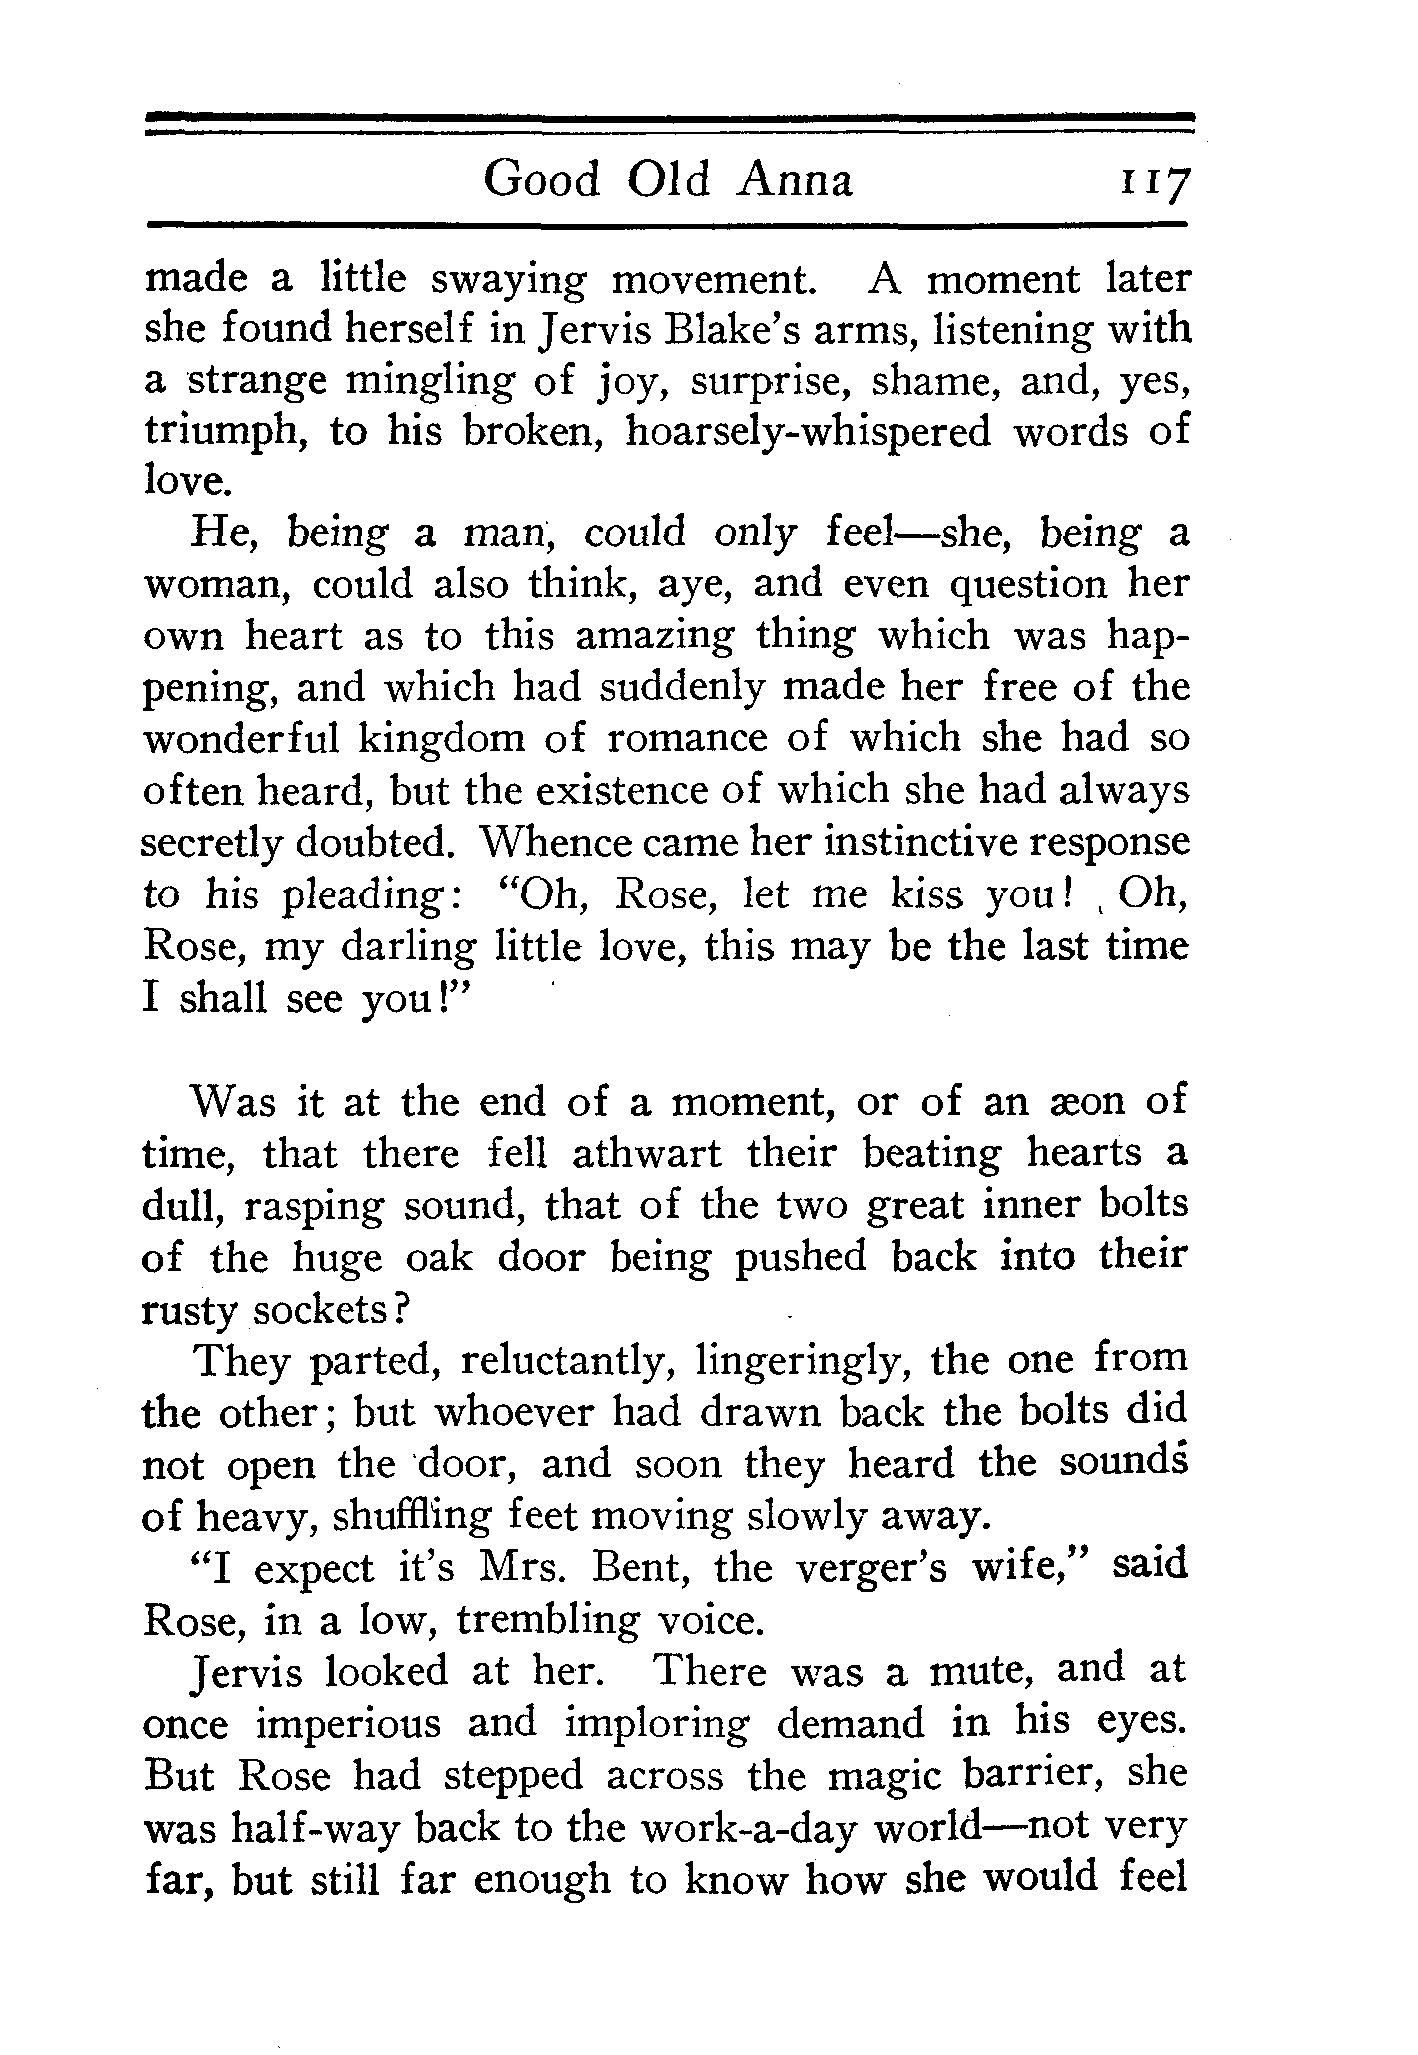 Good Old Anna 117
made a little swaying movement. A moment later
she found herself in Jervis Blake's arms, listening with
a strange mingling of joy, surprise, shame, and, yes,
triumph, to his broken, hoarsely-whispered words of
love.
He, being a man, could only feel—she, being a
woman, could also think, aye, and even question her
own heart as to this amazing thing which was hap-
pening, and which had suddenly made her free of the
wonderful kingdom of romance of which she had so
often heard, but the existence of which she had always
secretly doubted. Whence came her instinctive response
to his pleading: "Oh, Rose, let me kiss you! Oh,
Rose, my darling little love, this may be the last time
I shall see you!"
Was it at the end of a moment, or of an æon of
time, that there fell athwart their beating hearts a
dull, rasping sound, that of the two great inner bolts
of the huge oak door being pushed back into their
rusty sockets?
They parted, reluctantly, lingeringly, the one from
the other; but whoever had drawn back the bolts did
not open the door, and soon they heard the sounds
of heavy, shuffling feet moving slowly away.
"I expect it's Mrs. Bent, the verger's wife," said
Rose, in a low, trembling voice.
Jervis looked at her. There was a mute, and at
once imperious and imploring demand in his eyes.
But Rose had stepped across the magic barrier, she
was half-way back to the work-a-day world—not very
far, but still far enough to know how she would feel